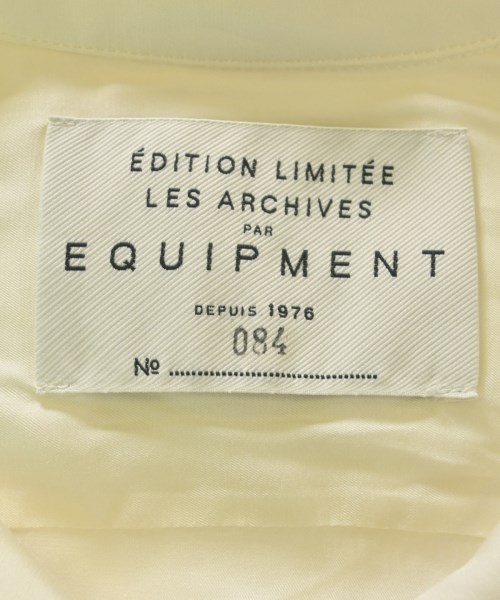 ÉDITION LIMITÉE
LES ARCHIVES
PAR
EQUIPMENT
DEPUIS 1976
084
Nº ................................